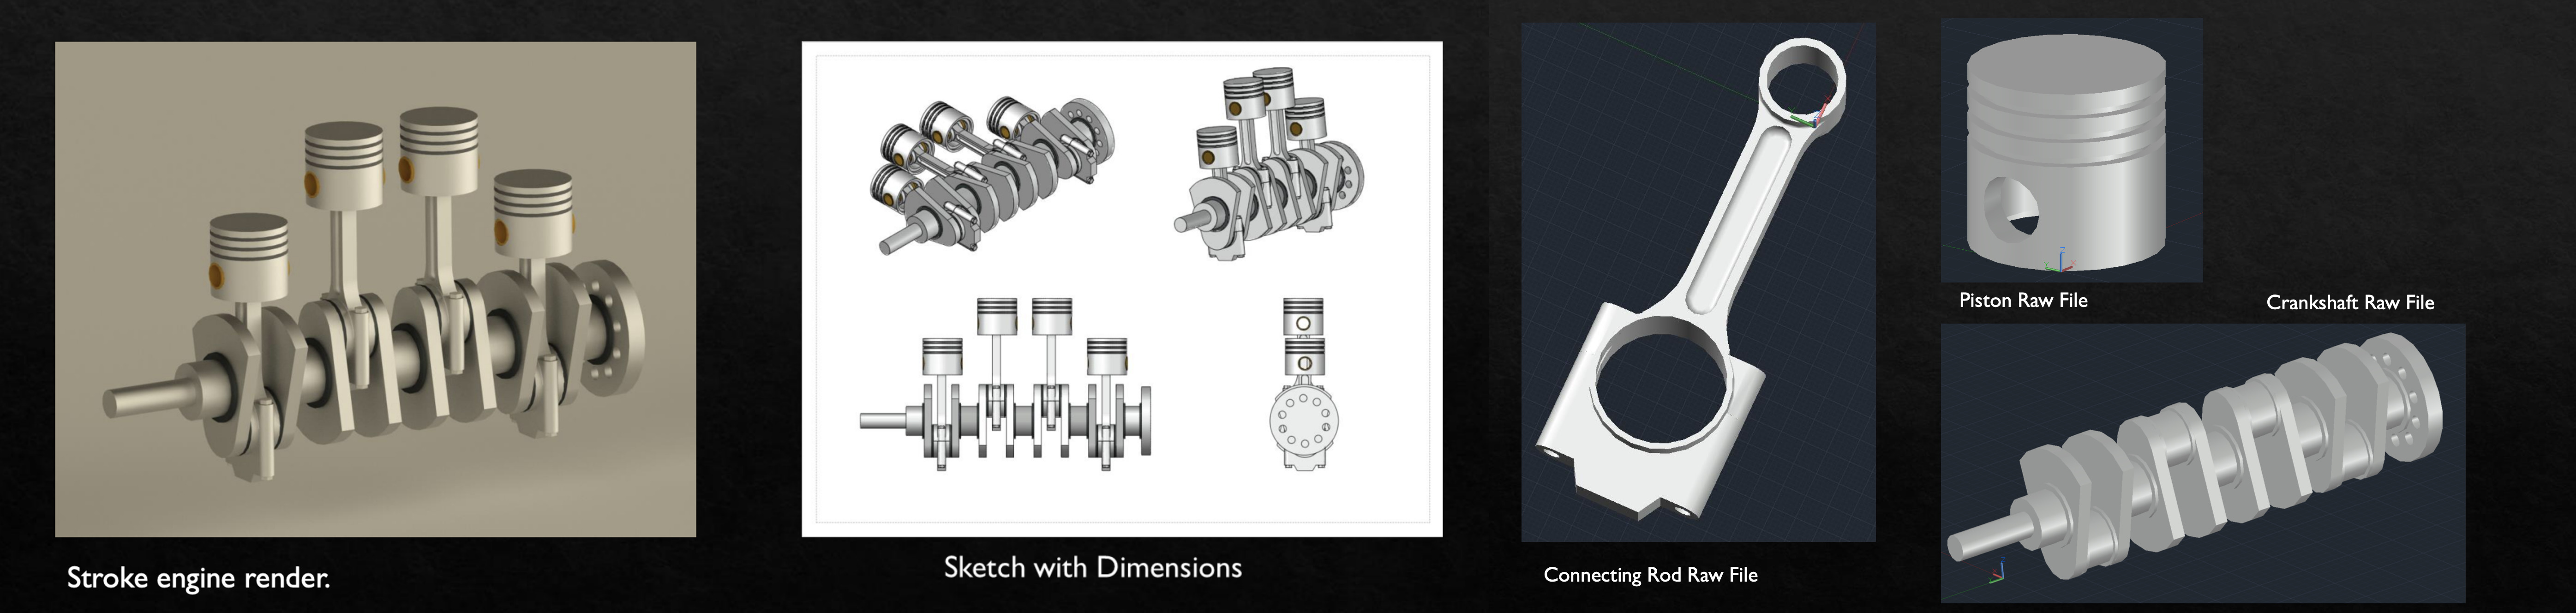 Stroke engine render.
Sketch with Dimensions
Connecting Rod Raw File
Piston Raw File
Crankshaft Raw File